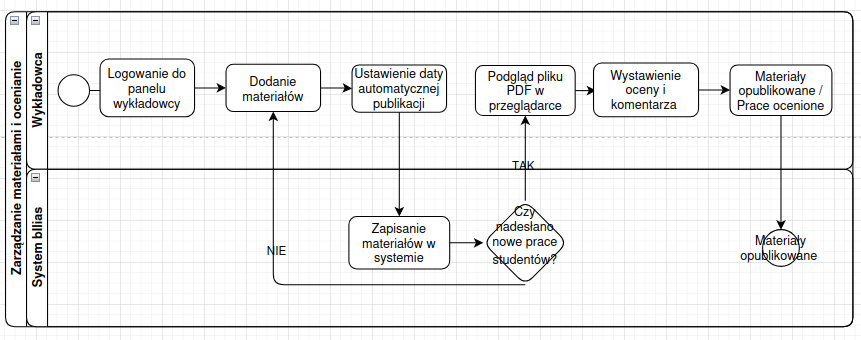 Zarządzanie materiałami i ocenianie
Wykładowca
Logowanie do
panelu
wykładowcy
Dodanie
materiałów
Ustawienie daty
automatycznej
publikacji
Podgląd pliku
PDF w
przeglądarce
Wystawienie
oceny i
komentarza
Materiały
opublikowane /
Prace ocenione
TAK
System bIlias
NIE
Zapisanie
materiałów w
systemie
Czy
nadesłano
nowe prace
studentów?
Materiały
opublikowane